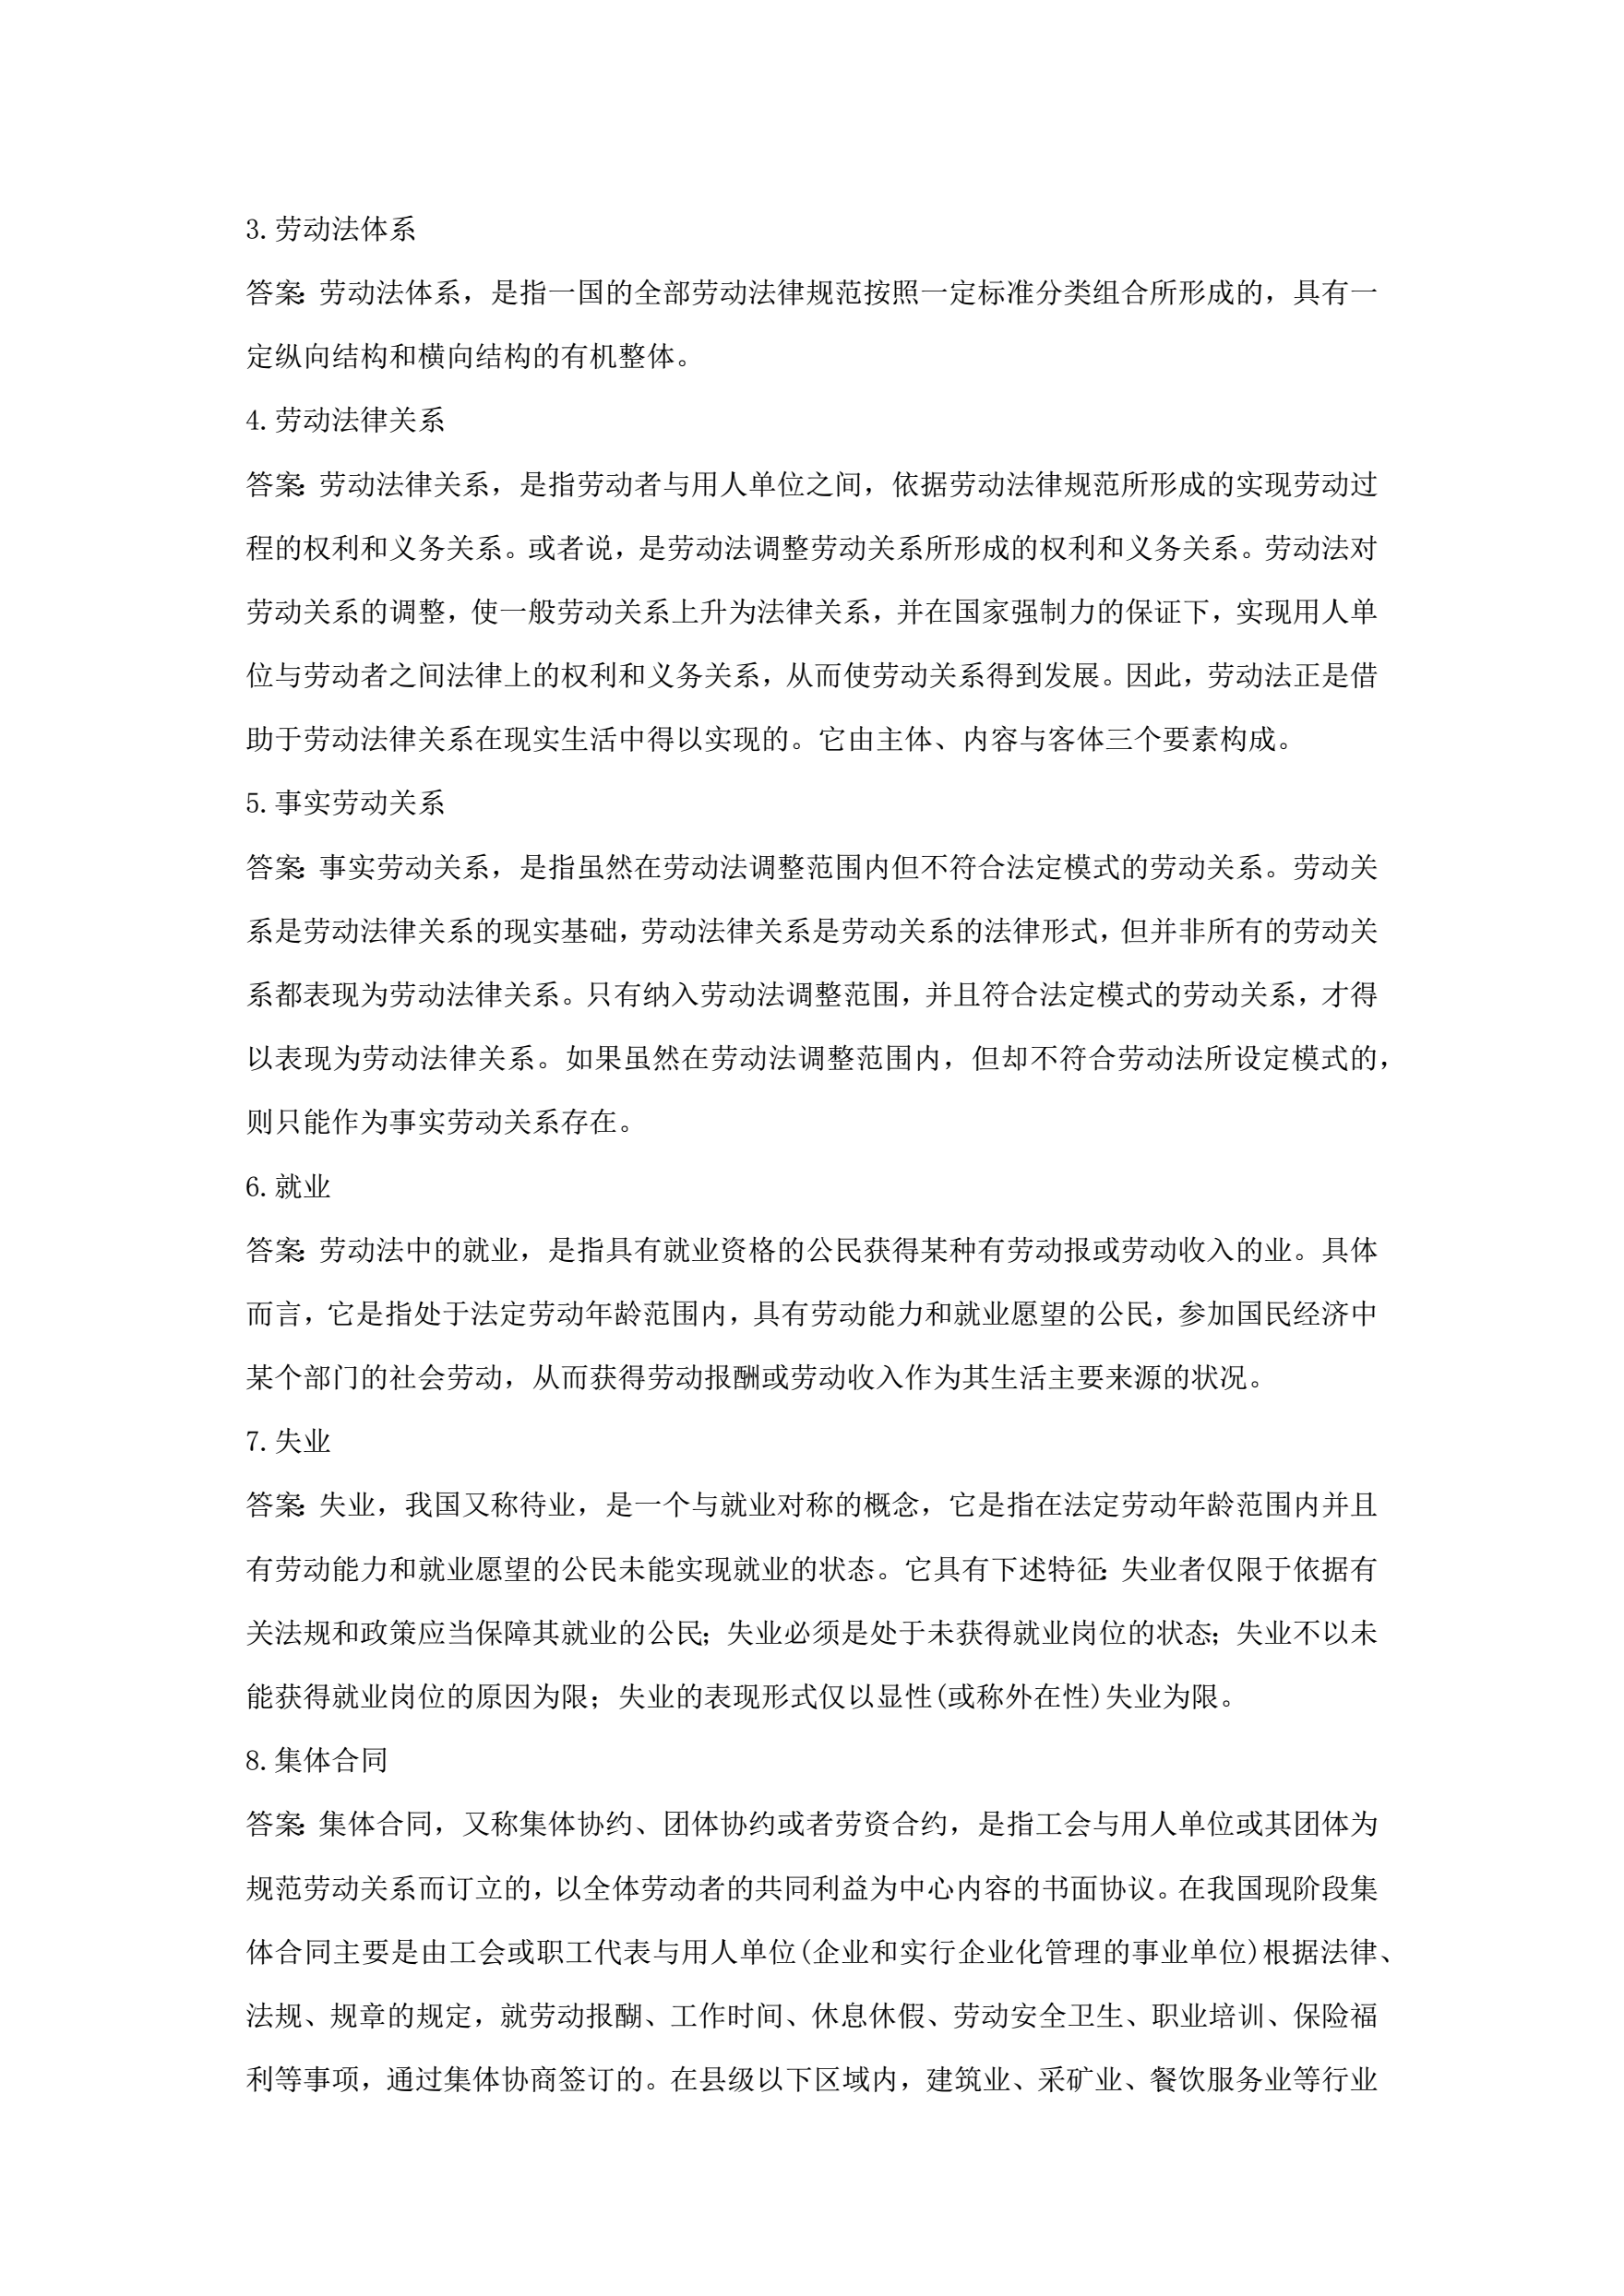 3.劳动法体系
答案:劳动法体系，是指一国的全部劳动法律规范按照一定标准分类组合所形成的，具有一
定纵向结构和横向结构的有机整体。
4.劳动法律关系
答案:劳动法律关系，是指劳动者与用人单位之间，依据劳动法律规范所形成的实现劳动过
程的权利和义务关系。或者说，是劳动法调整劳动关系所形成的权利和义务关系。劳动法对
劳动关系的调整，使一般劳动关系上升为法律关系，并在国家强制力的保证下，实现用人单
位与劳动者之间法律上的权利和义务关系，从而使劳动关系得到发展。因此，劳动法正是借
助于劳动法律关系在现实生活中得以实现的。它由主体、内容与客体三个要素构成。
5.事实劳动关系
答案:事实劳动关系，是指虽然在劳动法调整范围内但不符合法定模式的劳动关系。劳动关
系是劳动法律关系的现实基础，劳动法律关系是劳动关系的法律形式，但并非所有的劳动关
系都表现为劳动法律关系。只有纳入劳动法调整范围，并且符合法定模式的劳动关系，才得
以表现为劳动法律关系。如果虽然在劳动法调整范围内，但却不符合劳动法所设定模式的，
则只能作为事实劳动关系存在。
6.就业
答案:劳动法中的就业，是指具有就业资格的公民获得某种有劳动报或劳动收入的业。具体
而言，它是指处于法定劳动年龄范围内，具有劳动能力和就业愿望的公民，参加国民经济中
某个部门的社会劳动，从而获得劳动报酬或劳动收入作为其生活主要来源的状况。
7.失业
答案:失业，我国又称待业，是一个与就业对称的概念，它是指在法定劳动年龄范围内并且
有劳动能力和就业愿望的公民未能实现就业的状态。它具有下述特征:失业者仅限于依据有
关法规和政策应当保障其就业的公民;失业必须是处于未获得就业岗位的状态;失业不以未
能获得就业岗位的原因为限；失业的表现形式仅以显性(或称外在性)失业为限。
8.集体合同
答案:集体合同，又称集体协约、团体协约或者劳资合约，是指工会与用人单位或其团体为
规范劳动关系而订立的，以全体劳动者的共同利益为中心内容的书面协议。在我国现阶段集
体合同主要是由工会或职工代表与用人单位(企业和实行企业化管理的事业单位)根据法律、
法规、规章的规定，就劳动报醐、工作时间、休息休假、劳动安全卫生、职业培训、保险福
利等事项，通过集体协商签订的。在县级以下区域内，建筑业、采矿业、餐饮服务业等行业